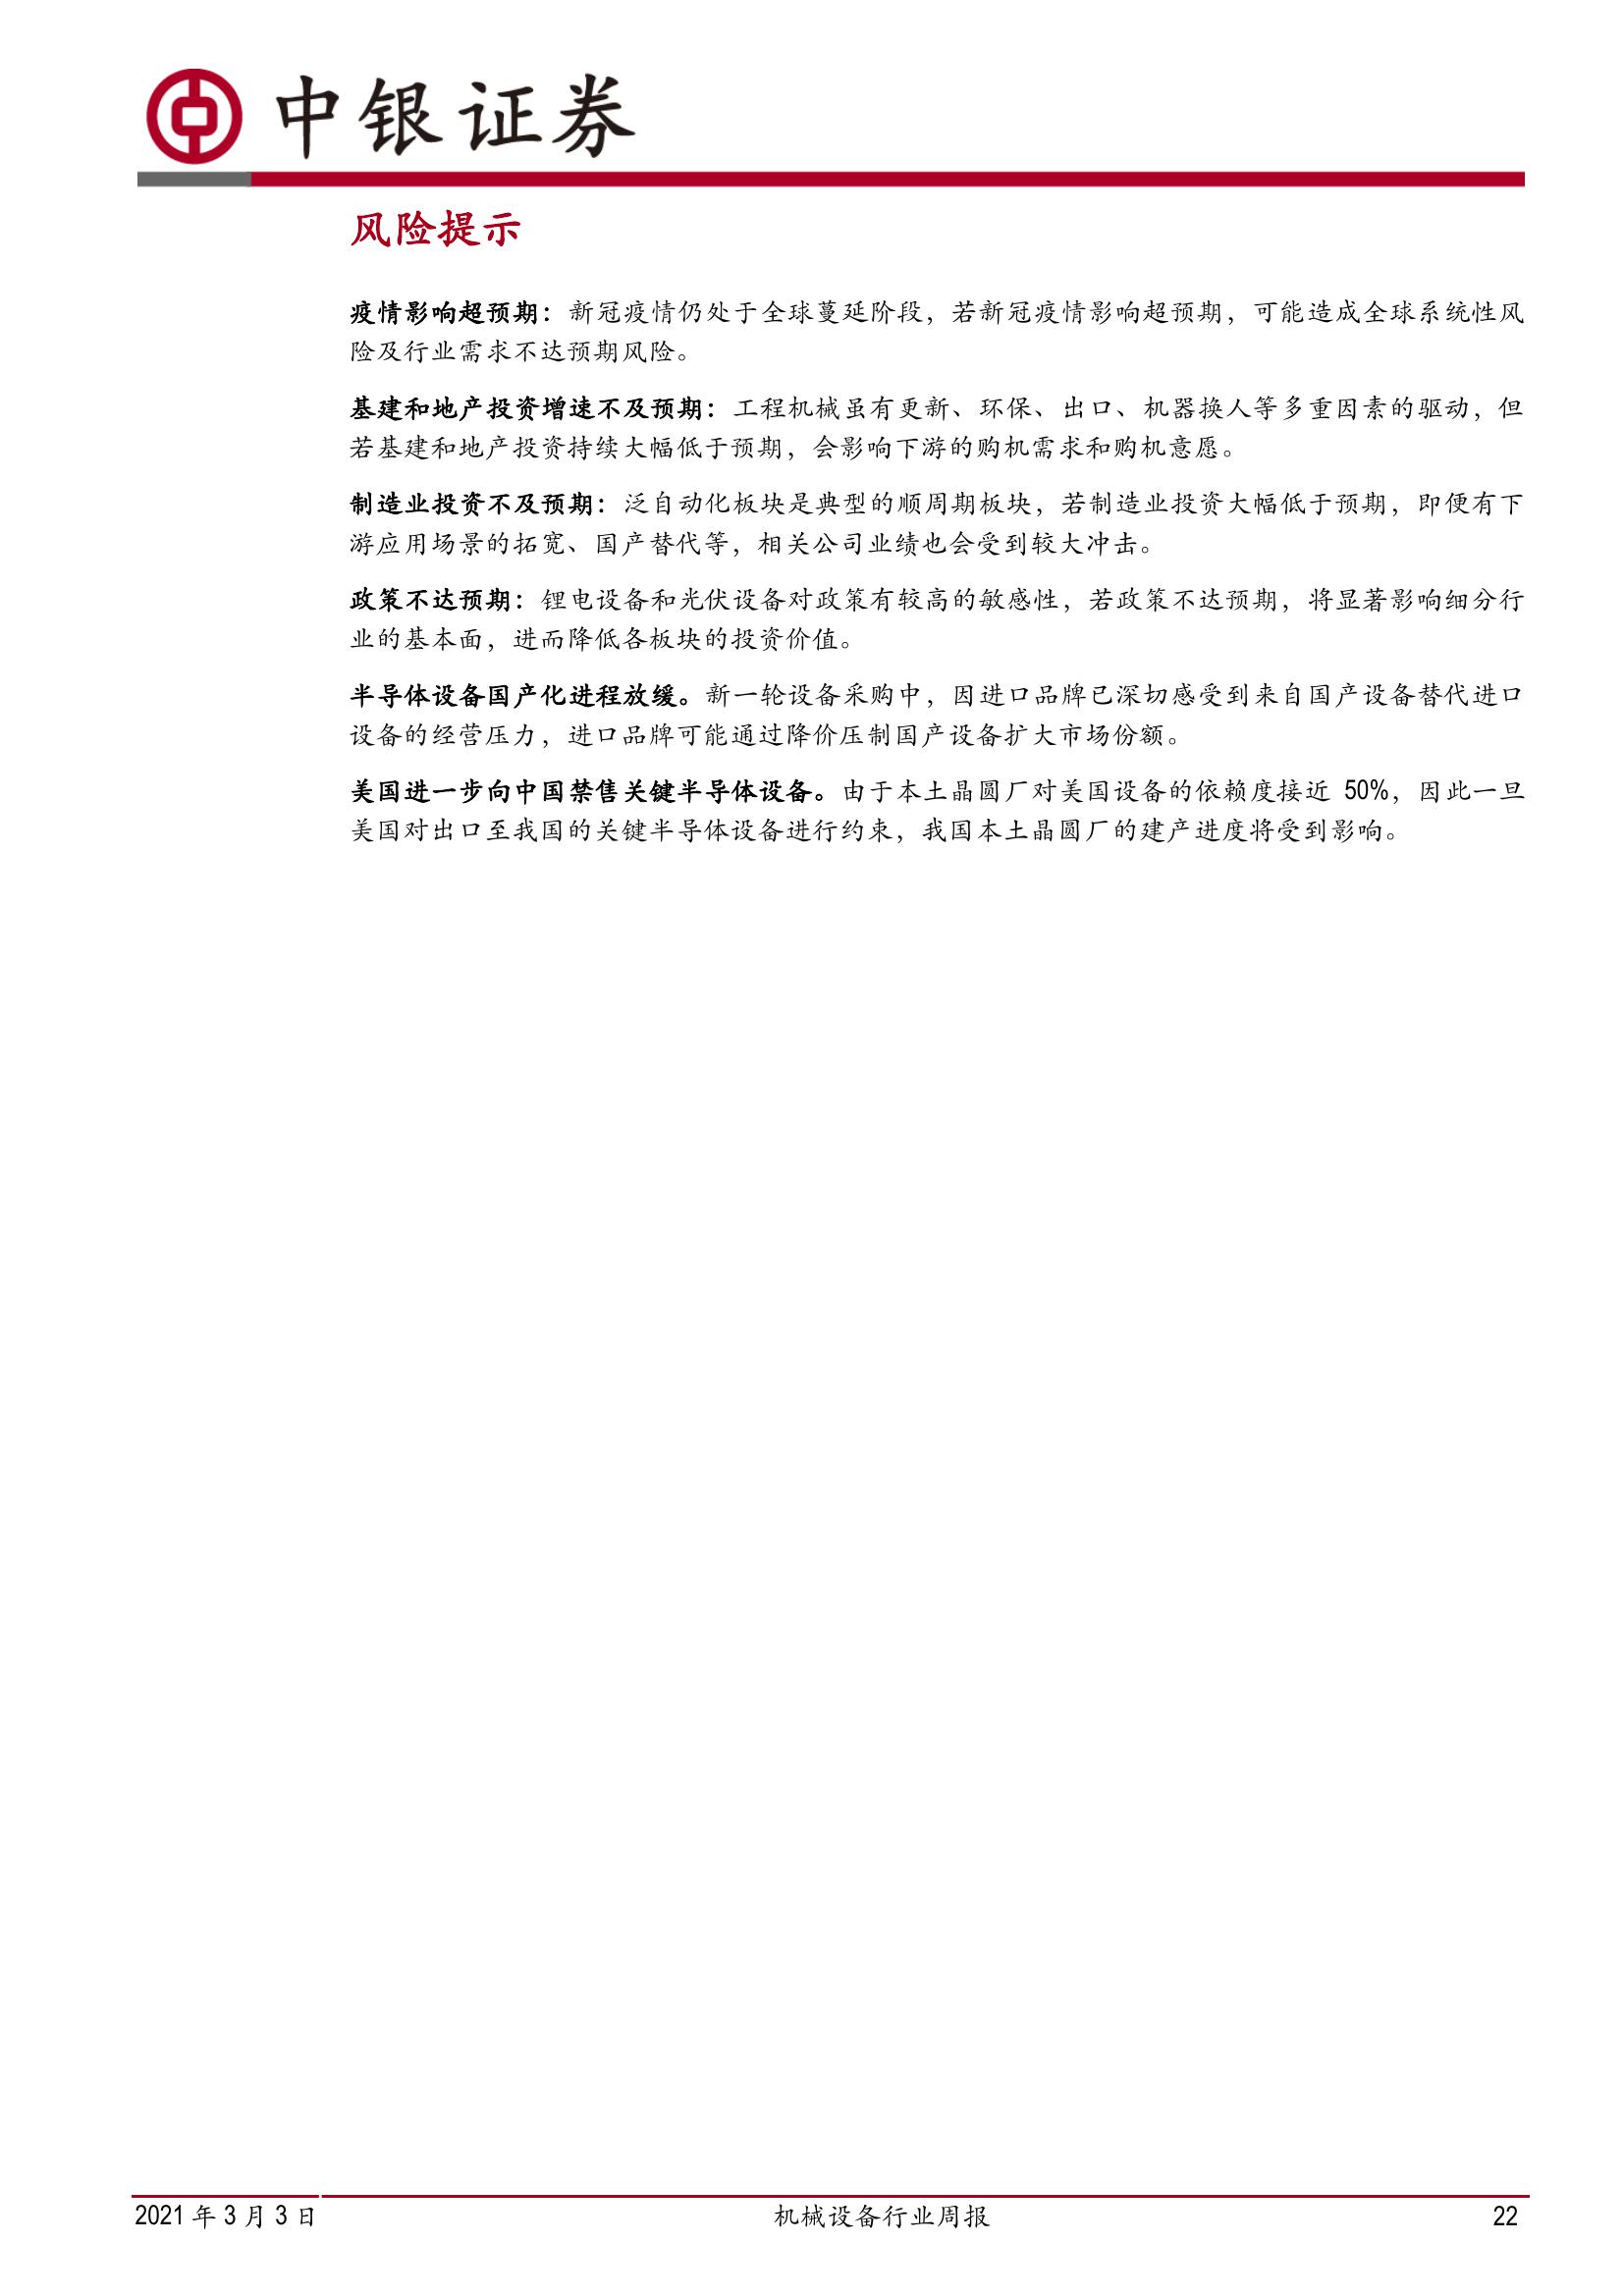 中银证券
风险提示
疫情影响超预期：新冠疫情仍处于全球蔓延阶段，若新冠疫情影响超预期，可能造成全球系统性风
险及行业需求不达预期风险。
基建和地产投资增速不及预期：工程机械虽有更新、环保、出口、机器换人等多重因素的驱动，但
若基建和地产投资持续大幅低于预期，会影响下游的购机需求和购机意愿。
制造业投资不及预期：泛自动化板块是典型的顺周期板块，若制造业投资大幅低于预期，即便有下
游应用场景的拓宽、国产替代等，相关公司业绩也会受到较大冲击。
政策不达预期：锂电设备和光伏设备对政策有较高的敏感性，若政策不达预期，将显著影响细分行
业的基本面，进而降低各板块的投资价值。
半导体设备国产化进程放缓。新一轮设备采购中，因进口品牌已深切感受到来自国产设备替代进口
设备的经营压力，进口品牌可能通过降价压制国产设备扩大市场份额。
美国进一步向中国禁售关键半导体设备。由于本土晶圆厂对美国设备的依赖度接近 50%，因此一旦
美国对出口至我国的关键半导体设备进行约束，我国本土晶圆厂的建产进度将受到影响。
2021 年 3 月 3 日
机械设备行业周报
22